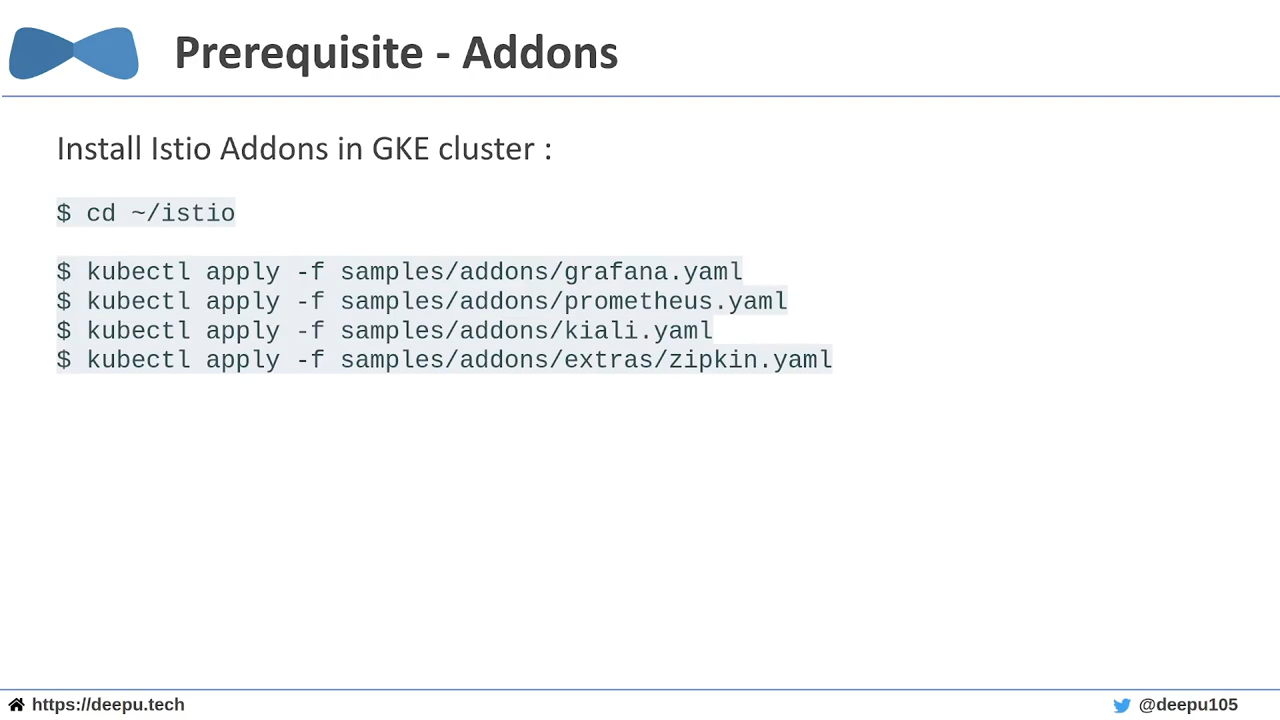 Prerequisite - Addons
Install Istio Addons in GKE cluster :
$ cd ~/istio
$ kubectl apply -f samples/addons/grafana.yaml
$ kubectl apply -f samples/addons/prometheus.yaml
$ kubectl apply -f samples/addons/kiali.yaml
$ kubectl apply -f samples/addons/extras/zipkin.yaml
https://deepu.tech
@deepu105